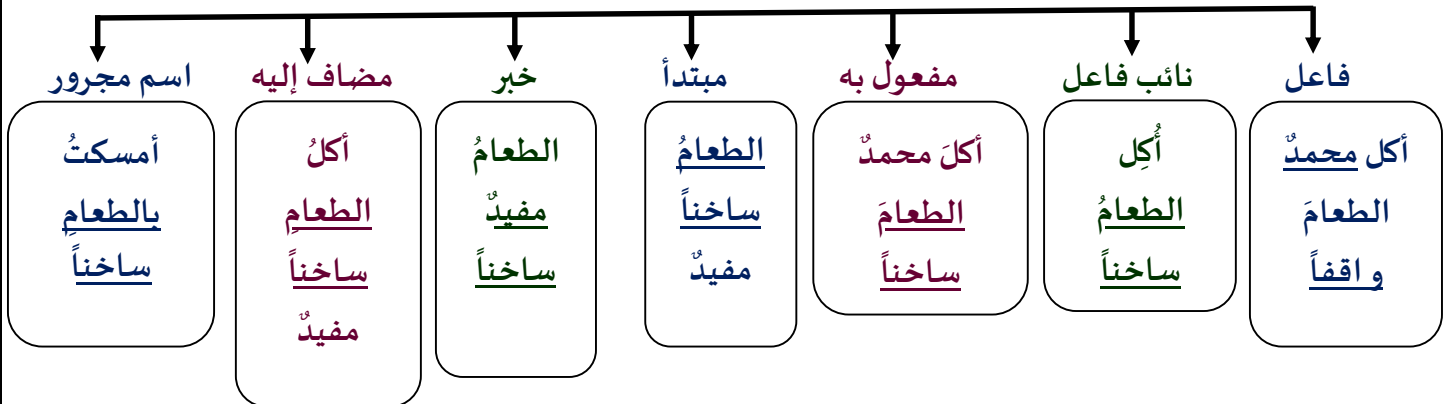 فاعل
نائب فاعل
مفعول به
مبتدأ
خبر
مضاف إليه
اسم مجرور
أكل محمدٌ
الطعامَ
و اقفاً
أُكِل
الطعامُ
ساخناً
أكلَ محمدٌ
الطعامَ
ساخناً
الطعامُ
ساخناً
مفيدٌ
الطعامُ
مفيدٌ
ساخناً
أكلُ
الطعامِ
ساخناً
مفيدٌ
أمسكتُ
بالطعامِ
ساخناً